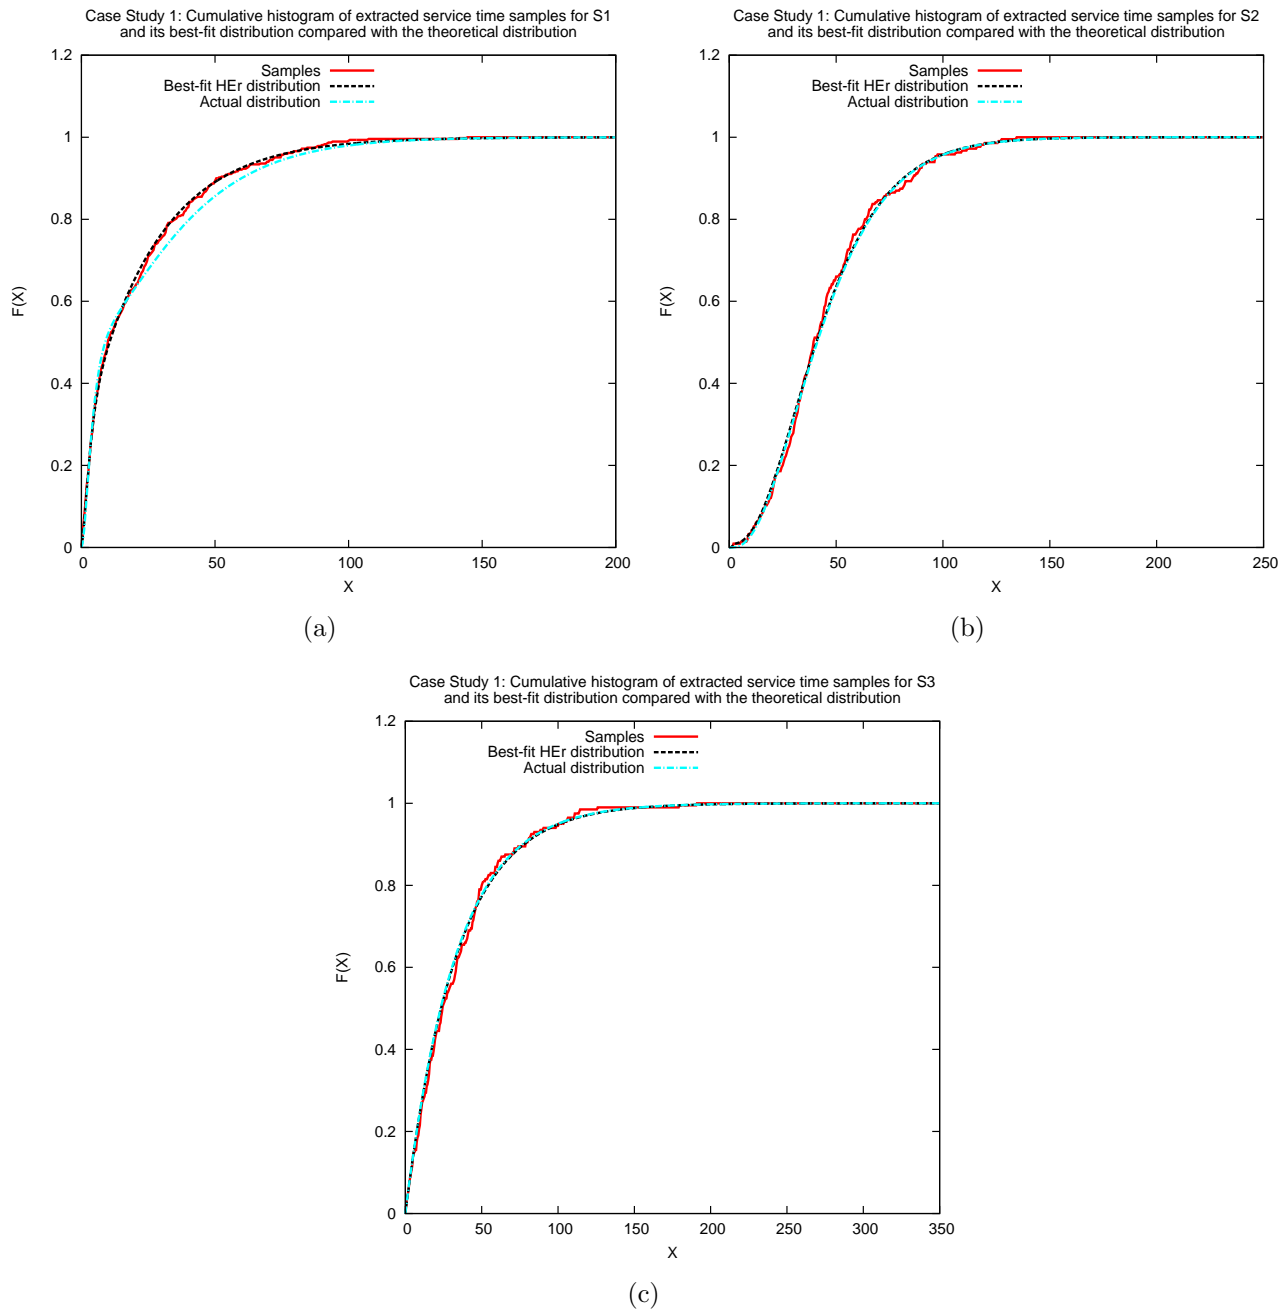 Case Study 1: Cumulative histogram of extracted service time samples for S1
and its best-fit distribution compared with the theoretical distribution
1.2
Samples
Best-fit HEr distribution
Actual distribution
1
0.8
0.6
F(X)
0.4
0.2
0
0 50 100 150 200
X
(a)
Case Study 1: Cumulative histogram of extracted service time samples for S2
and its best-fit distribution compared with the theoretical distribution
1.2
Samples
Best-fit HEr distribution
Actual distribution
1
0.8
0.6
F(X)
0.4
0.2
0
0 50 100 150 200 250
X
(b)
Case Study 1: Cumulative histogram of extracted service time samples for S3
and its best-fit distribution compared with the theoretical distribution
1.2
Samples
Best-fit HEr distribution
Actual distribution
1
0.8
0.6
F(X)
0.4
0.2
0
0 50 100 150 200 250 300 350
X
(c)